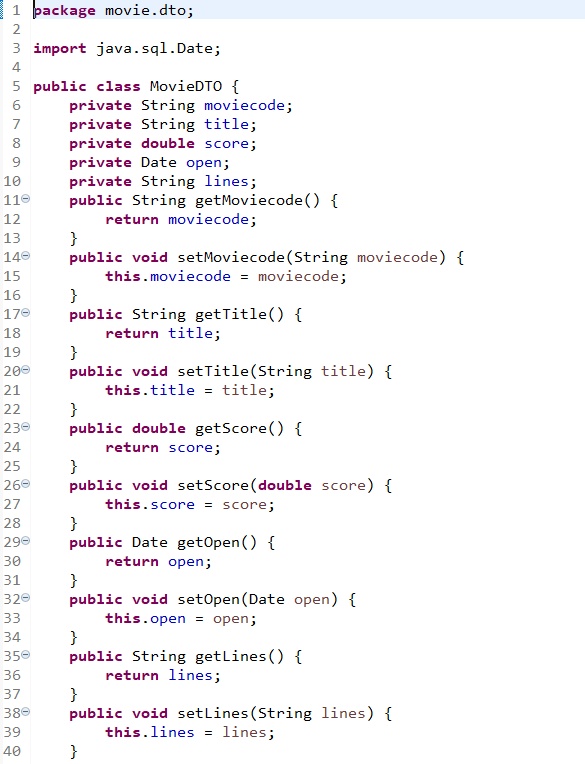 1 package movie.dto;
2
3 import java.sql.Date;
4
5 public class MovieDTO {
6     private String moviecode;
7     private String title;
8     private double score;
9     private Date open;
10     private String lines;
11     public String getMoviecode() {
12         return moviecode;
13     }
14     public void setMoviecode(String moviecode) {
15         this.moviecode = moviecode;
16     }
17     public String getTitle() {
18         return title;
19     }
20     public void setTitle(String title) {
21         this.title = title;
22     }
23     public double getScore() {
24         return score;
25     }
26     public void setScore(double score) {
27         this.score = score;
28     }
29     public Date getOpen() {
30         return open;
31     }
32     public void setOpen(Date open) {
33         this.open = open;
34     }
35     public String getLines() {
36         return lines;
37     }
38     public void setLines(String lines) {
39         this.lines = lines;
40     }